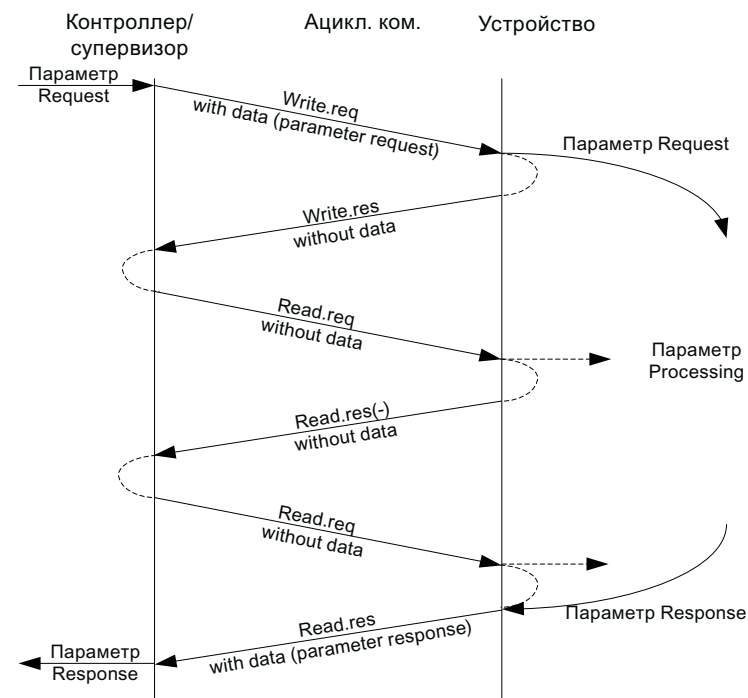 Контроллер/
супервизор
Ацикл. ком.
Устройство
Параметр
Request
Write.req
with data (parameter request)
Параметр Request
Write.res
without data
Read.req
without data
Параметр
Processing
Read.res(-)
without data
Read.req
without data
Параметр Response
Read.res
with data (parameter response)
Параметр
Response